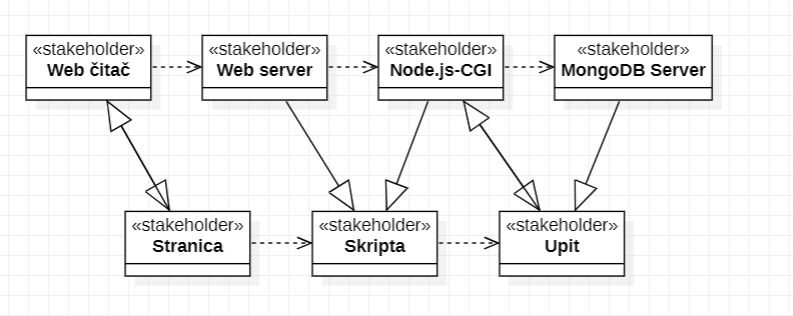 «stakeholder»
Web čitač
«stakeholder»
Web server
«stakeholder»
Node.js-CGI
«stakeholder»
MongoDB Server
«stakeholder»
Stranica
«stakeholder»
Skripta
«stakeholder»
Upit